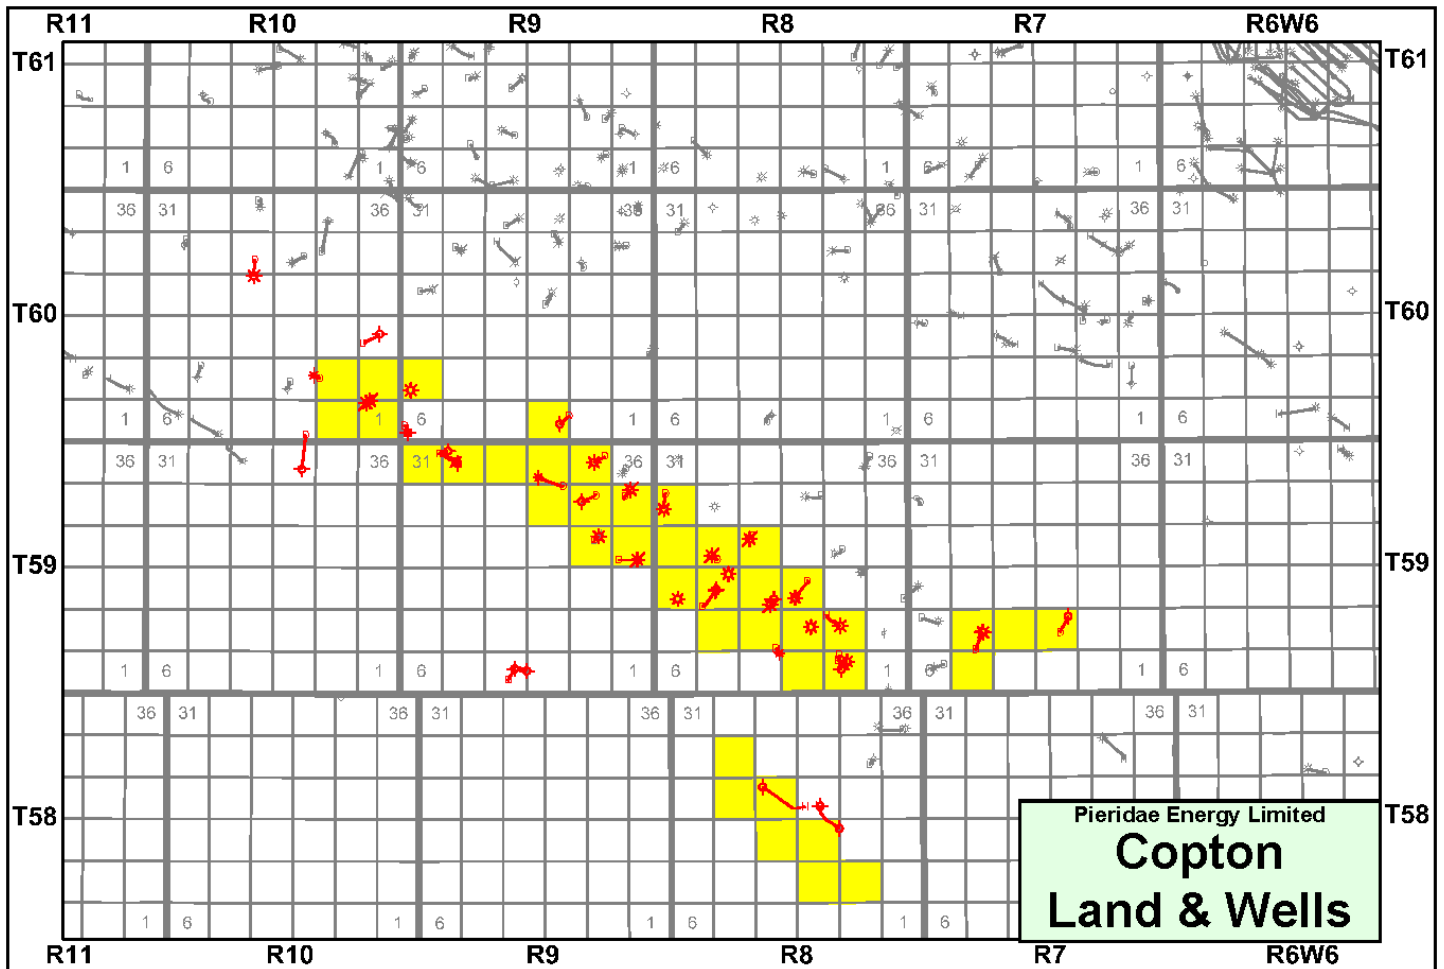 R11 R10 R9 R8 R7 R6W6
T61 T61
1 6 1 6 1 6 1 6 1 6
36 31 36 31 36 31 36 31 36 31
T60 T60
1 6 1 6 1 6 1 6 1 6
36 31 36 31 36 31 36 31 36 31
T59 T59
1 6 1 6 1 6 1 6 1 6
36 31 36 31 36 31 36 31 36 31
T58 T58
Pieridae Energy Limited
Copton
Land & Wells
1 6 1 6 1 6 1 6
R11 R10 R9 R8 R7 R6W6